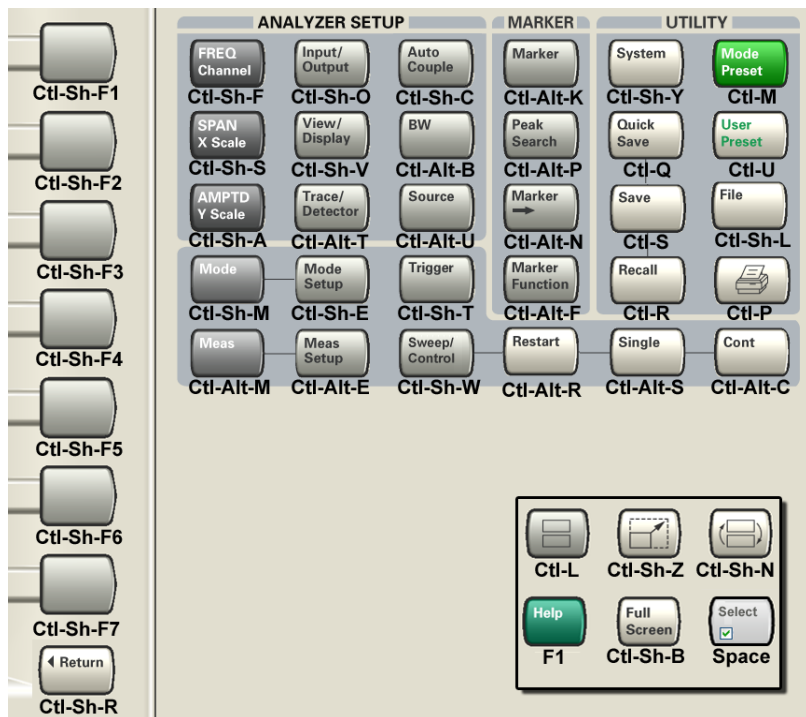 ANALYZER SETUP
MARKER
UTILITY
FREQ
Channel
Input/
Output
Auto
Couple
Marker
System
Mode
Preset
Ctl-Sh-F1
Ctl-Sh-F
Ctl-Sh-O
Ctl-Sh-C
Ctl-Alt-K
Ctl-Sh-Y
Ctl-M
SPAN
X Scale
View/
Display
BW
Peak
Search
Quick
Save
User
Preset
Ctl-Sh-F2
Ctl-Sh-S
Ctl-Sh-V
Ctl-Alt-B
Ctl-Alt-P
Ctl-Q
Ctl-U
AMPTD
Y Scale
Trace/
Detector
Source
Marker
Save
File
Ctl-Sh-A
Ctl-Alt-T
Ctl-Alt-U
Ctl-Alt-N
Ctl-S
Ctl-Sh-L
Ctl-Sh-F3
Mode
Mode
Setup
Trigger
Marker
Function
Recall
Ctl-Sh-M
Ctl-Sh-E
Ctl-Sh-T
Ctl-Alt-F
Ctl-R
Ctl-P
Ctl-Sh-F4
Meas
Meas
Setup
Sweep/
Control
Restart
Single
Cont
Ctl-Alt-M
Ctl-Alt-E
Ctl-Sh-W
Ctl-Alt-R
Ctl-Alt-S
Ctl-Alt-C
Ctl-Sh-F5
Ctl-Sh-F6
Ctl-L
Ctl-Sh-Z
Ctl-Sh-N
Ctl-Sh-F7
Help
Full
Screen
Select
F1
Ctl-Sh-B
Space
Return
Ctl-Sh-R